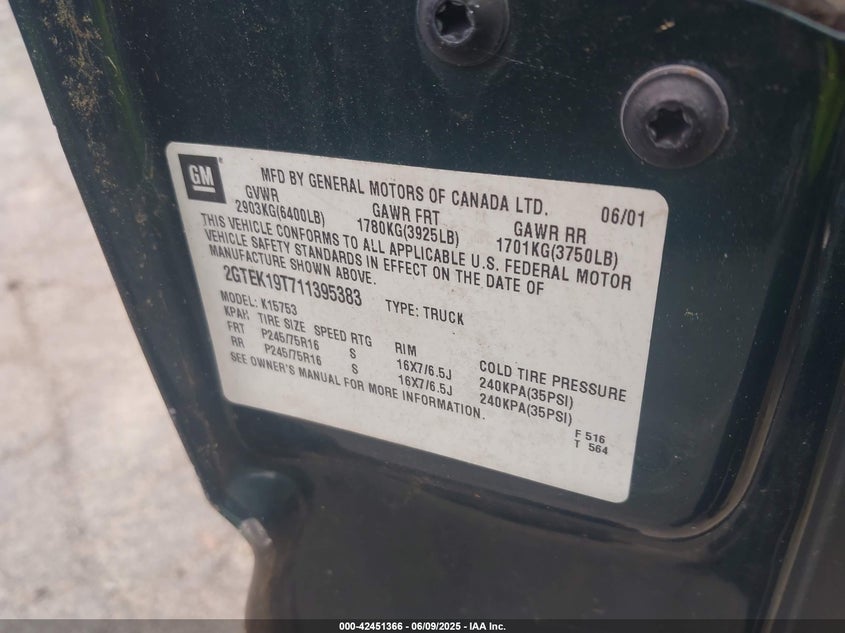 GM
MFD BY GENERAL MOTORS OF CANADA LTD. 06/01
GVWR GAWR FRT GAWR RR
2903KG(6400LB) 1780KG(3925LB) 1701KG(3750LB)
THIS VEHICLE CONFORMS TO ALL APPLICABLE U.S. FEDERAL MOTOR
VEHICLE SAFETY STANDARDS IN EFFECT ON THE DATE OF
MANUFACTURE SHOWN ABOVE.
2GTEK19T711395383 TYPE: TRUCK
MODEL: K15753
KPAH TIRE SIZE SPEED RTG RIM COLD TIRE PRESSURE
FRT P245/75R16 S 16X7/6.5J 240KPA(35PSI)
RR P245/75R16 S 16X7/6.5J 240KPA(35PSI)
SEE OWNER'S MANUAL FOR MORE INFORMATION.
F 516
T 564
000-42451366 - 06/09/2025 - IAA Inc.